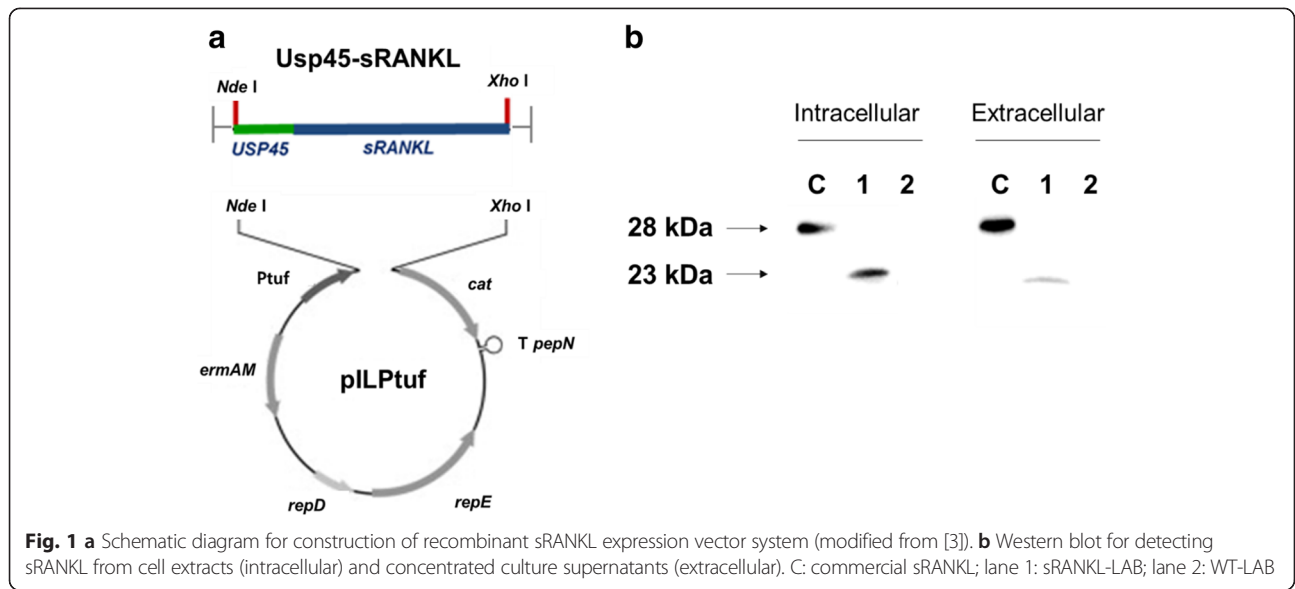 a
Usp45-sRANKL
Nde I
Xho I
USP45
sRANKL
Nde I
Xho I
Ptuf
cat
T pepN
ermAM
pILPtuf
repD
repE
b
Intracellular
Extracellular
C 1 2
C 1 2
28 kDa
23 kDa
Fig. 1 a Schematic diagram for construction of recombinant sRANKL expression vector system (modified from [3]). b Western blot for detecting
sRANKL from cell extracts (intracellular) and concentrated culture supernatants (extracellular). C: commercial sRANKL; lane 1: sRANKL-LAB; lane 2: WT-LAB